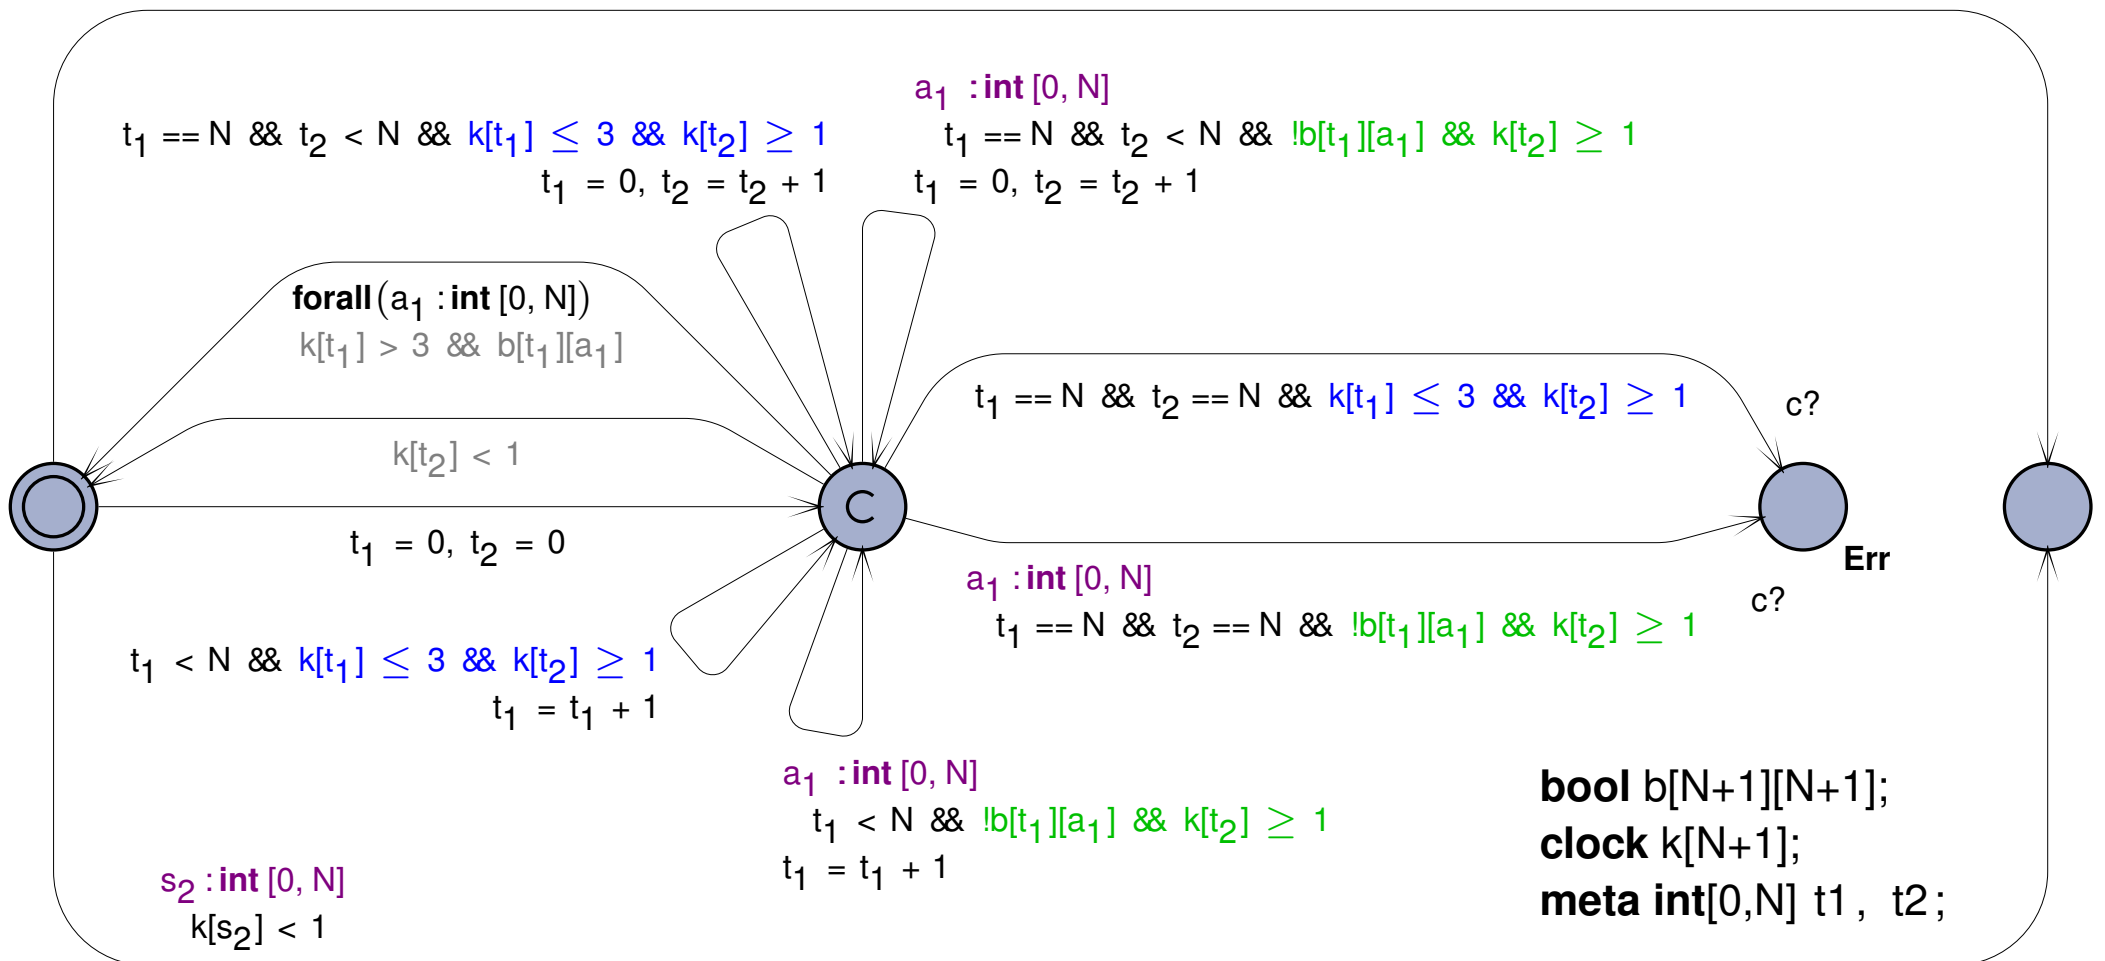 a₁ : int [0, N]
t₁ == N && t₂ < N && k[t₁] ≤ 3 && k[t₂] ≥ 1
t₁ == N && t₂ < N && !b[t₁][a₁] && k[t₂] ≥ 1
t₁ = 0, t₂ = t₂ + 1
t₁ = 0, t₂ = t₂ + 1
forall(a₁ : int [0, N])
k[t₁] > 3 && b[t₁][a₁]
t₁ == N && t₂ == N && k[t₁] ≤ 3 && k[t₂] ≥ 1
c?
k[t₂] < 1
C
t₁ = 0, t₂ = 0
Err
a₁ : int [0, N]
c?
t₁ == N && t₂ == N && !b[t₁][a₁] && k[t₂] ≥ 1
t₁ < N && k[t₁] ≤ 3 && k[t₂] ≥ 1
t₁ = t₁ + 1
a₁ : int [0, N]
t₁ < N && !b[t₁][a₁] && k[t₂] ≥ 1
t₁ = t₁ + 1
bool b[N+1][N+1];
clock k[N+1];
meta int[0,N] t1, t2;
s₂ : int [0, N]
k[s₂] < 1